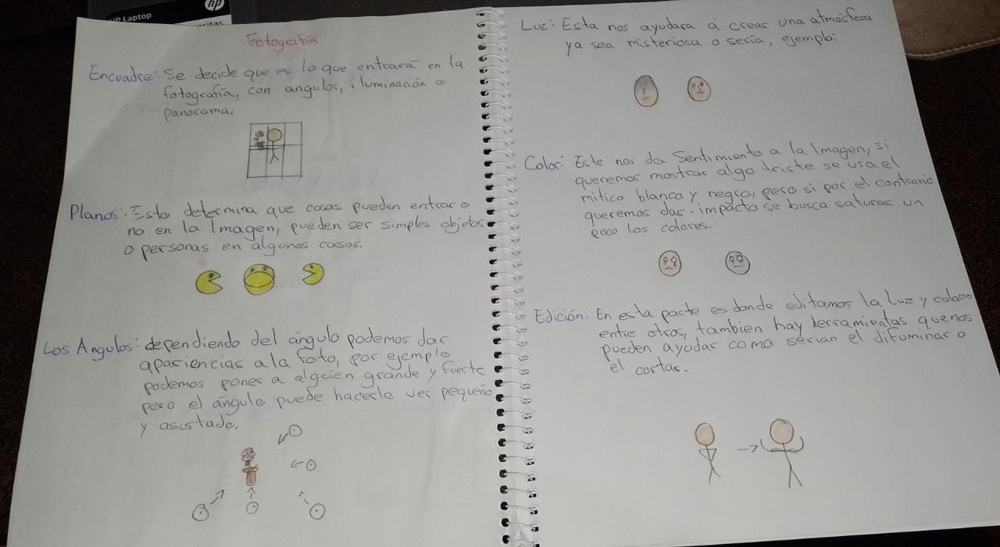 hp
HP Laptop
Fotografía
Encuadre: Se decide que es lo que entrará en la
fotografía, con angulos, iluminación o
panorama.
Planos: Esto determina que cosas pueden entrar o
no en la Imagen, pueden ser simples objetos
o personas en algunos casos.
Los Angulos: dependiendo del ángulo podemos dar
apariencias a la foto, por ejemplo
podemos poner a alguien grande y fuerte
pero el ángulo puede hacerlo ver pequeño
y asustado.
Luz: Esta nos ayudara a crear una atmósfera
ya sea misteriosa o seria, ejemplo:
Color: Este nos da Sentimiento a la Imagen, si
queremos mostrar algo triste se usa el
mitico blanco y negro, pero si por el contrario
queremos dar impacto se busca saturar un
poco los colores.
Edición: En esta parte es donde editamos la Luz y colores
entre otros, tambien hay herramientas que nos
pueden ayudar como serian el difuminar o
el cortar.